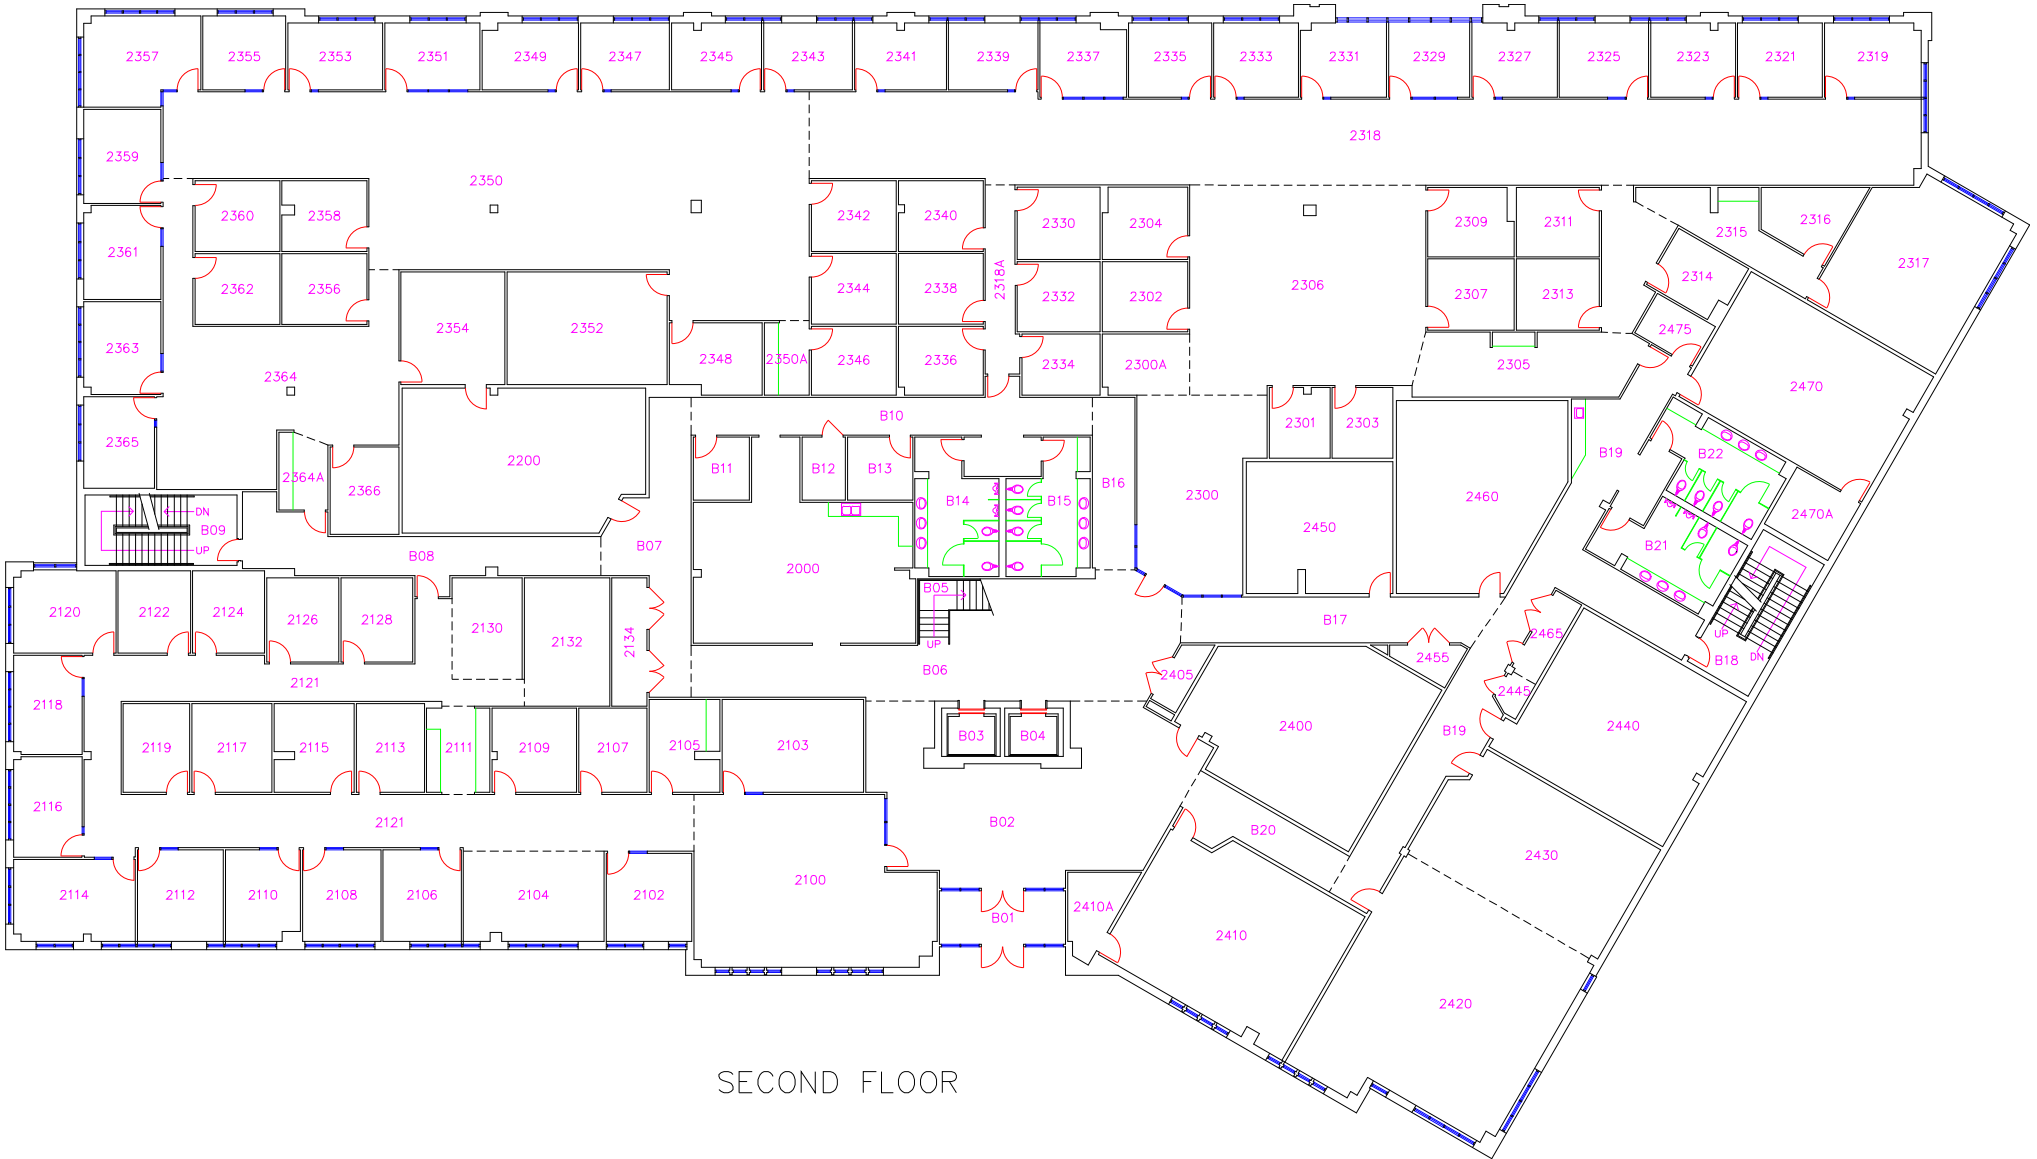 2357 2355 2353 2351 2349 2347 2345 2343 2341 2339 2337 2335 2333 2331 2329 2327 2325 2323 2321 2319
2318
2359
2350
2360 2358 2342 2340 2330 2304 2309 2311 2316
2315
2361 2317
2318A
2362 2356 2344 2338 2332 2302 2306 2307 2313 2314
2354 2352 2475
2363 2348 2350A 2346 2336 2334 2300A 2305
2364 2470
B10
2365 2301 2303
2200 B11 B12 B13 B22
2364A 2366 B16 B19
2300 2460
B14 B15
DN
B09 2450 2470A
UP
B07 B21
B08
2000 B05
2120 2122 2124 2126 2128 2130 2132 2134 B17 2465 UP
UP 2455 DN B18
B06 2405
2121 2445
2118
2400 2440
B19
2119 2117 2115 2113 2111 2109 2107 2105 2103 B03 B04
2116
2121 B02 B20
2430
2100
2114 2112 2110 2108 2106 2104 2102
2410A
B01
2410
2420
SECOND FLOOR